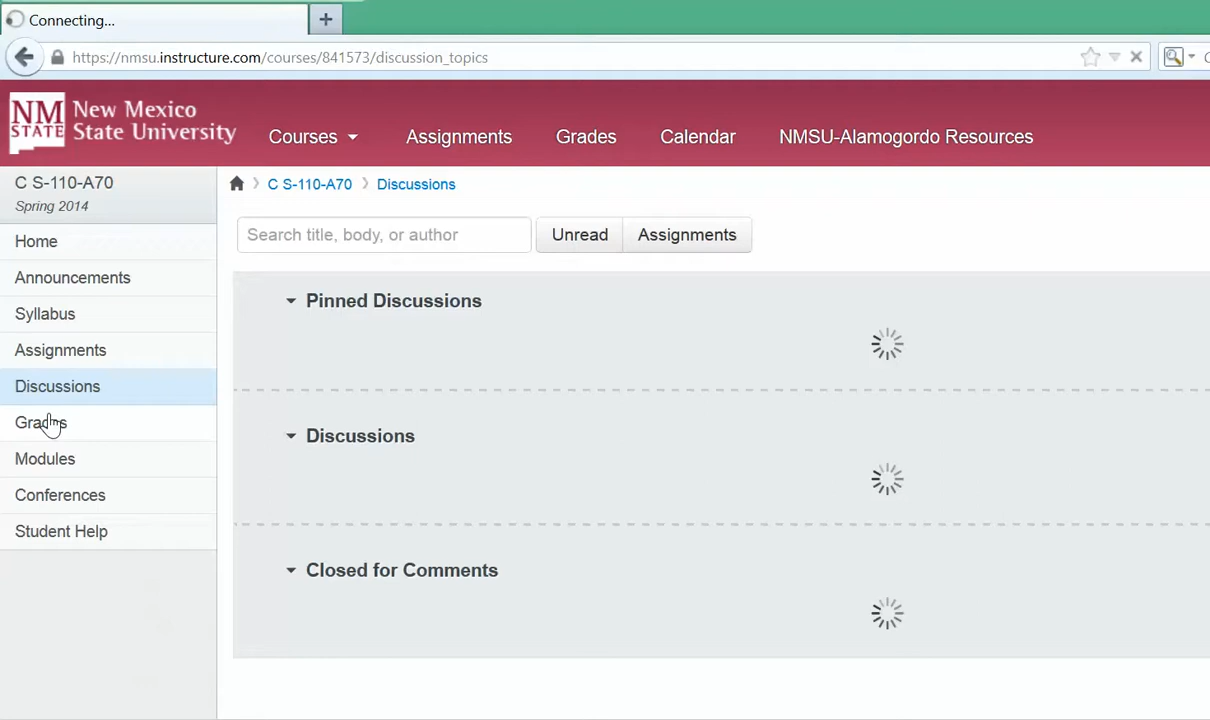 Connecting...
https://nmsu.instructure.com/courses/841573/discussion_topics
NM
STATE
New Mexico
State University
Courses
Assignments
Grades
Calendar
NMSU-Alamogordo Resources
C S-110-A70
Spring 2014
Home
Announcements
Syllabus
Assignments
Discussions
Grades
Modules
Conferences
Student Help
C S-110-A70
Discussions
Search title, body, or author
Unread
Assignments
Pinned Discussions
Discussions
Closed for Comments